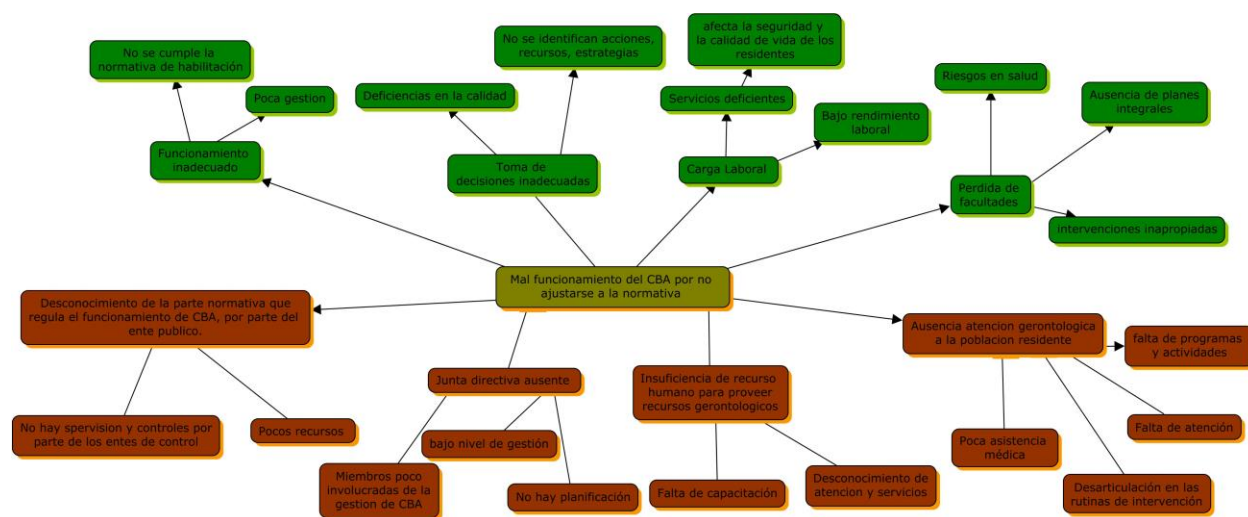 No se cumple la
normativa de habilitación
Poca gestion
Funcionamiento
inadecuado
No se identifican acciones,
recursos, estrategias
Deficiencias en la calidad
Toma de
decisiones inadecuadas
afecta la seguridad y
la calidad de vida de los
residentes
Servicios deficientes
Bajo rendimiento
laboral
Carga Laboral
Riesgos en salud
Ausencia de planes
integrales
Perdida de
facultades
intervenciones inapropiadas
Mal funcionamiento del CBA por no
ajustarse a la normativa
Desconocimiento de la parte normativa que
regula el funcionamiento de CBA, por parte del
ente publico.
No hay spervision y controles por
parte de los entes de control
Pocos recursos
Junta directiva ausente
Miembros poco
involucradas de la
gestion de CBA
bajo nivel de gestión
No hay planificación
Insuficiencia de recurso
humano para proveer
recursos gerontologicos
Falta de capacitación
Desconocimiento de
atencion y servicios
Ausencia atencion gerontologica
a la poblacion residente
falta de programas
y actividades
Poca asistencia
médica
Falta de atención
Desarticulación en las
rutinas de intervención